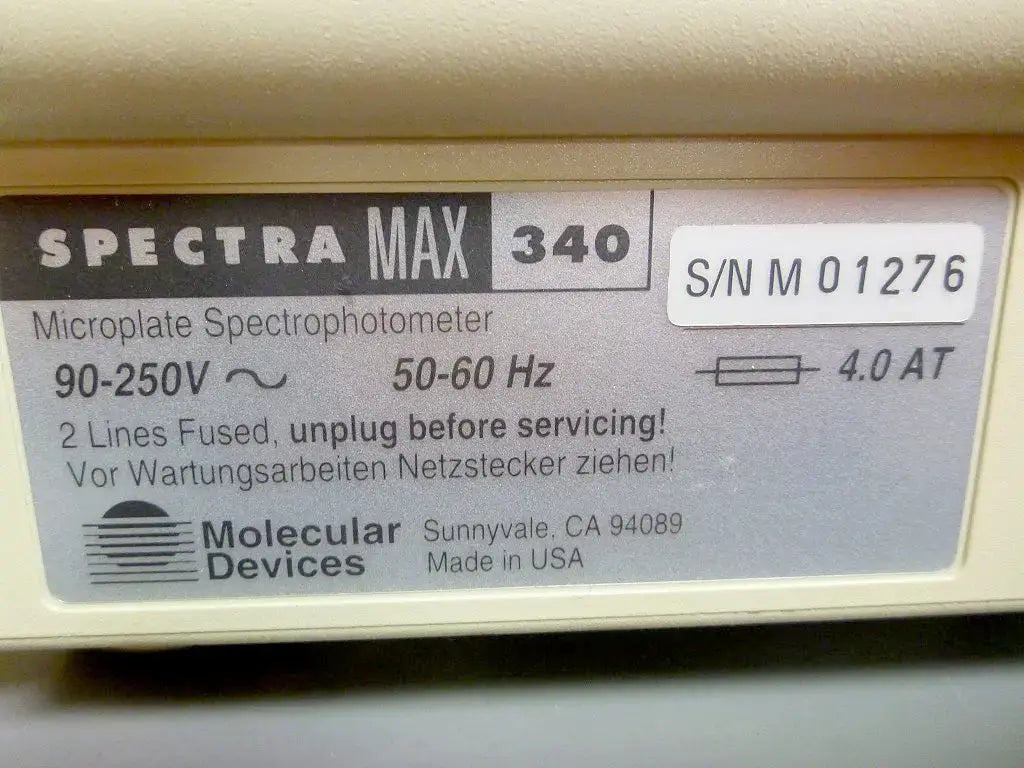 SPECTRA MAX 340
S/N M 01276
Microplate Spectrophotometer
90-250V 50-60 Hz 4.0 AT
2 Lines Fused, unplug before servicing!
Vor Wartungsarbeiten Netzstecker ziehen!
Molecular Devices
Sunnyvale, CA 94089
Made in USA